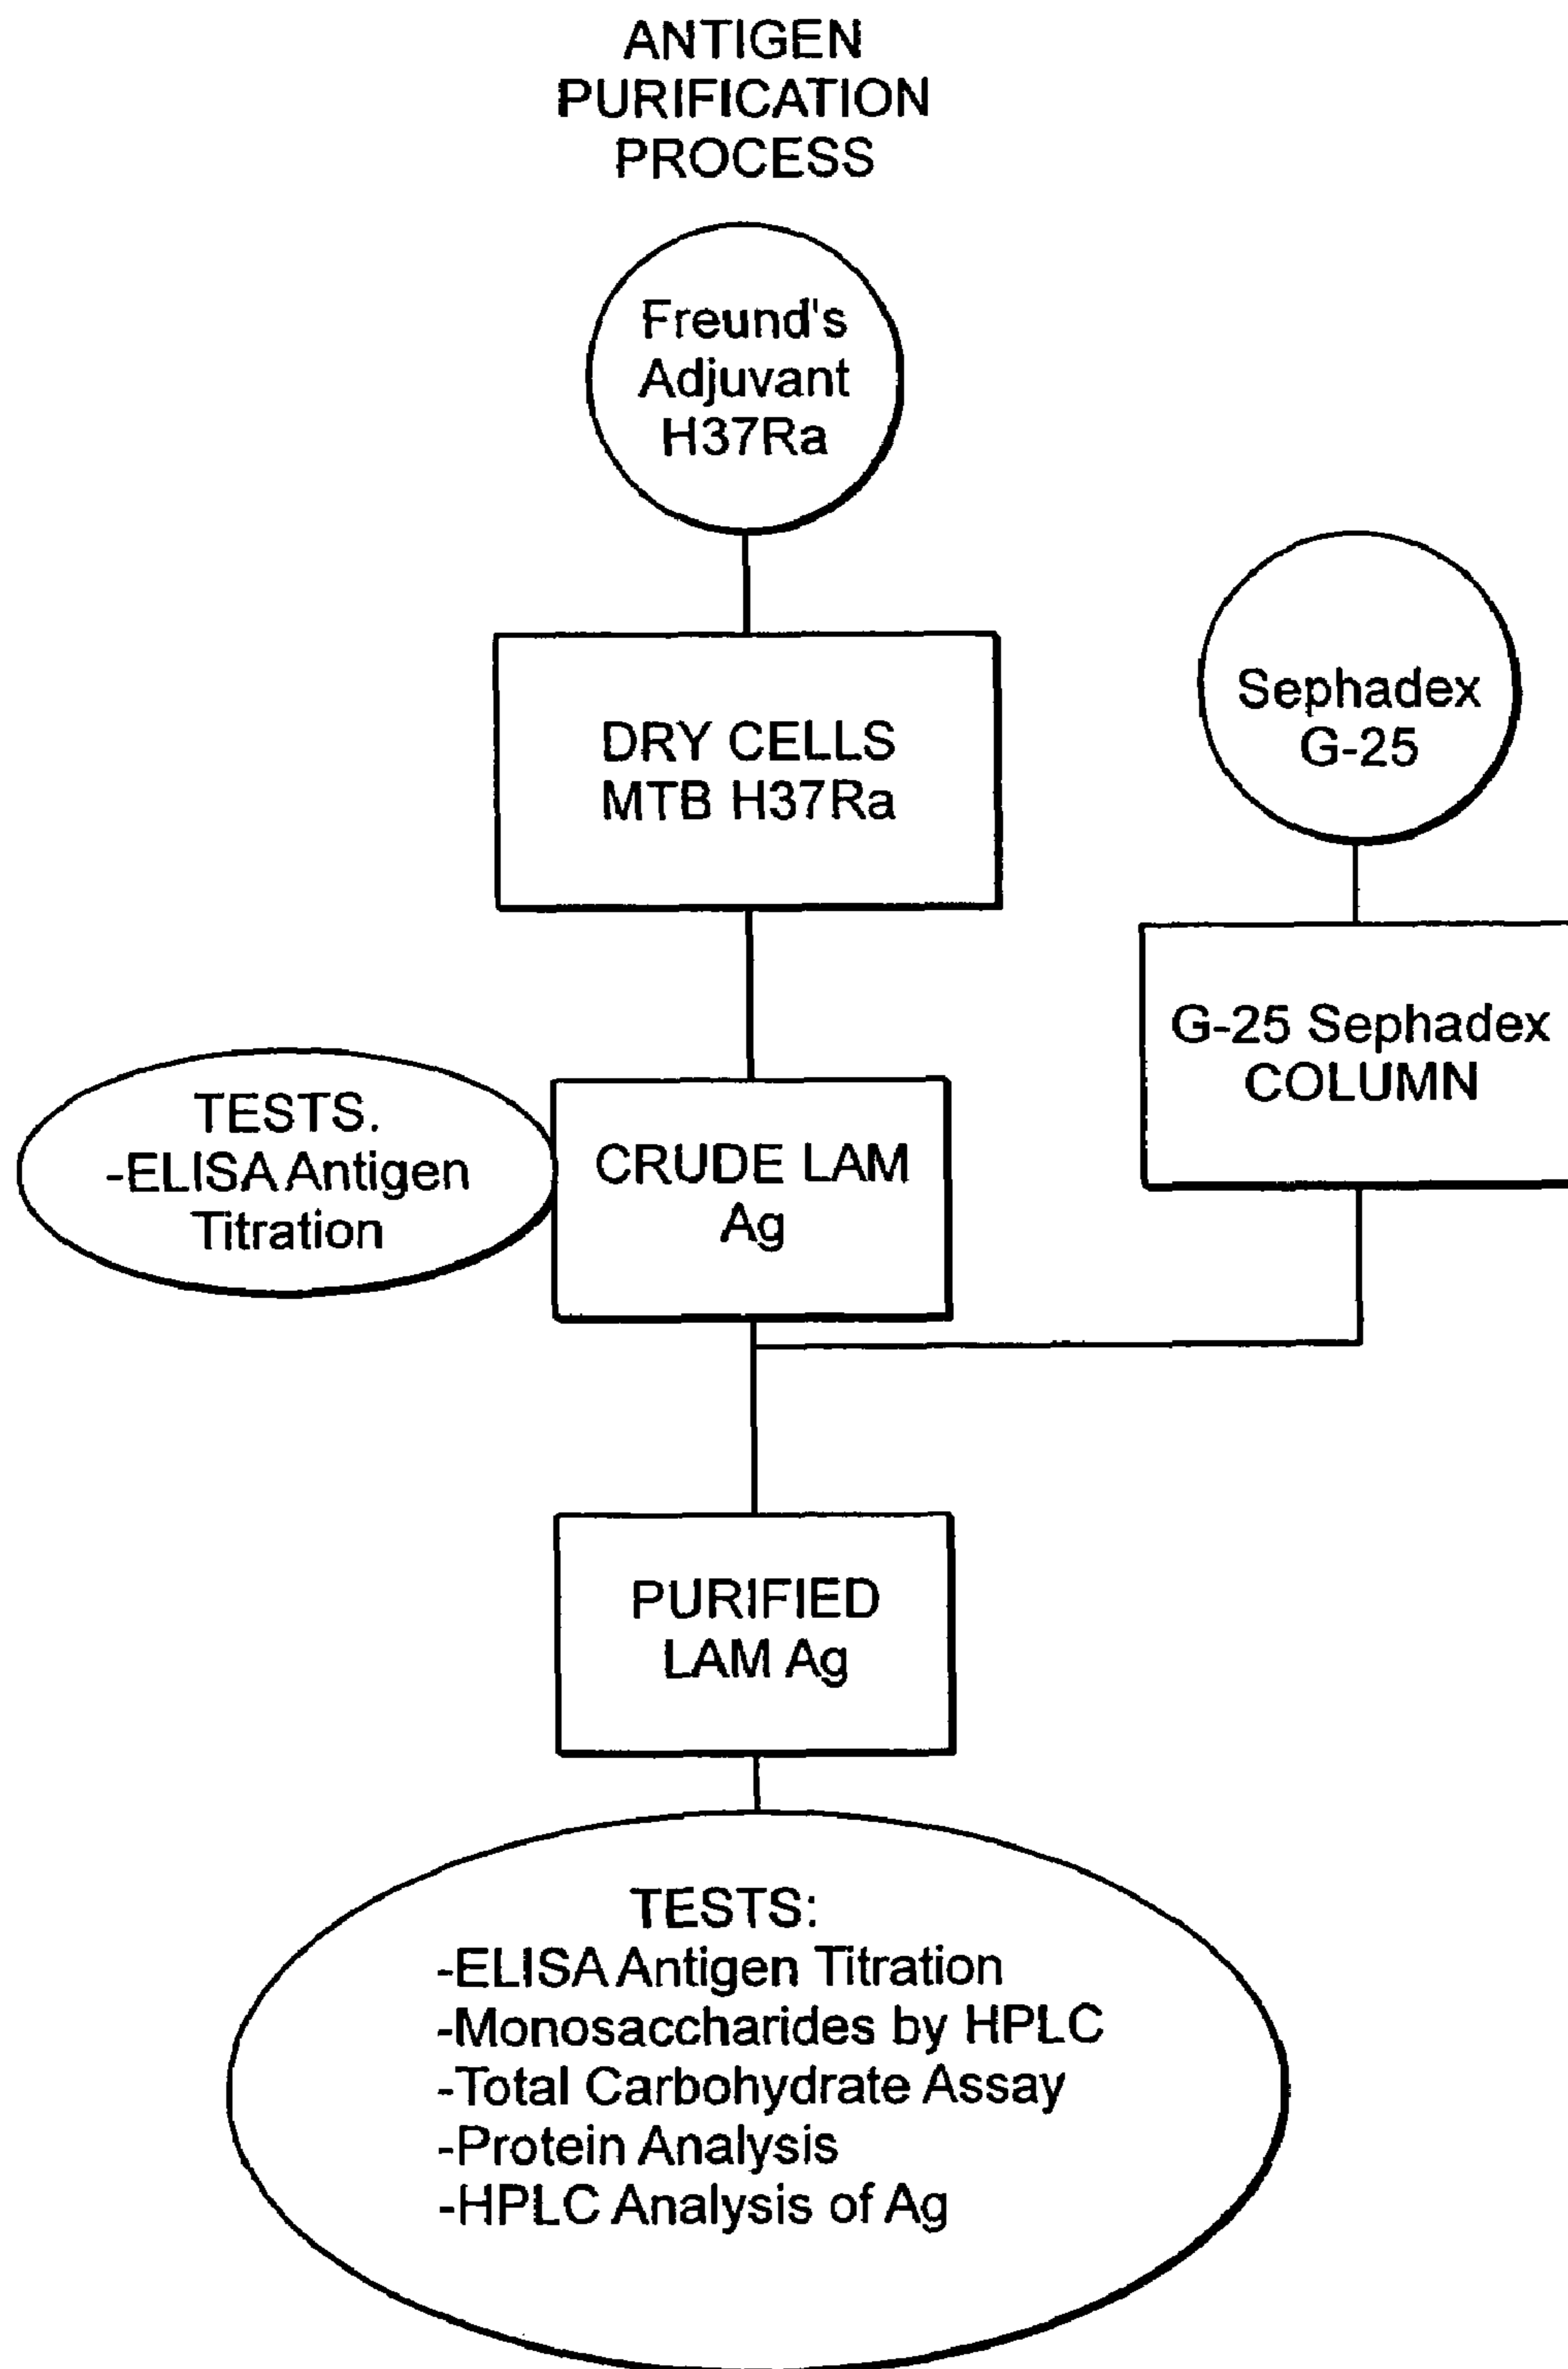 ANTIGEN
PURIFICATION
PROCESS
Freund's
Adjuvant
H37Ra
DRY CELLS
MTB H37Ra
Sephadex
G-25
G-25 Sephadex
COLUMN
TESTS.
-ELISA Antigen
Titration
CRUDE LAM
Ag
PURIFIED
LAM Ag
TESTS:
-ELISA Antigen Titration
-Monosaccharides by HPLC
-Total Carbohydrate Assay
-Protein Analysis
-HPLC Analysis of Ag